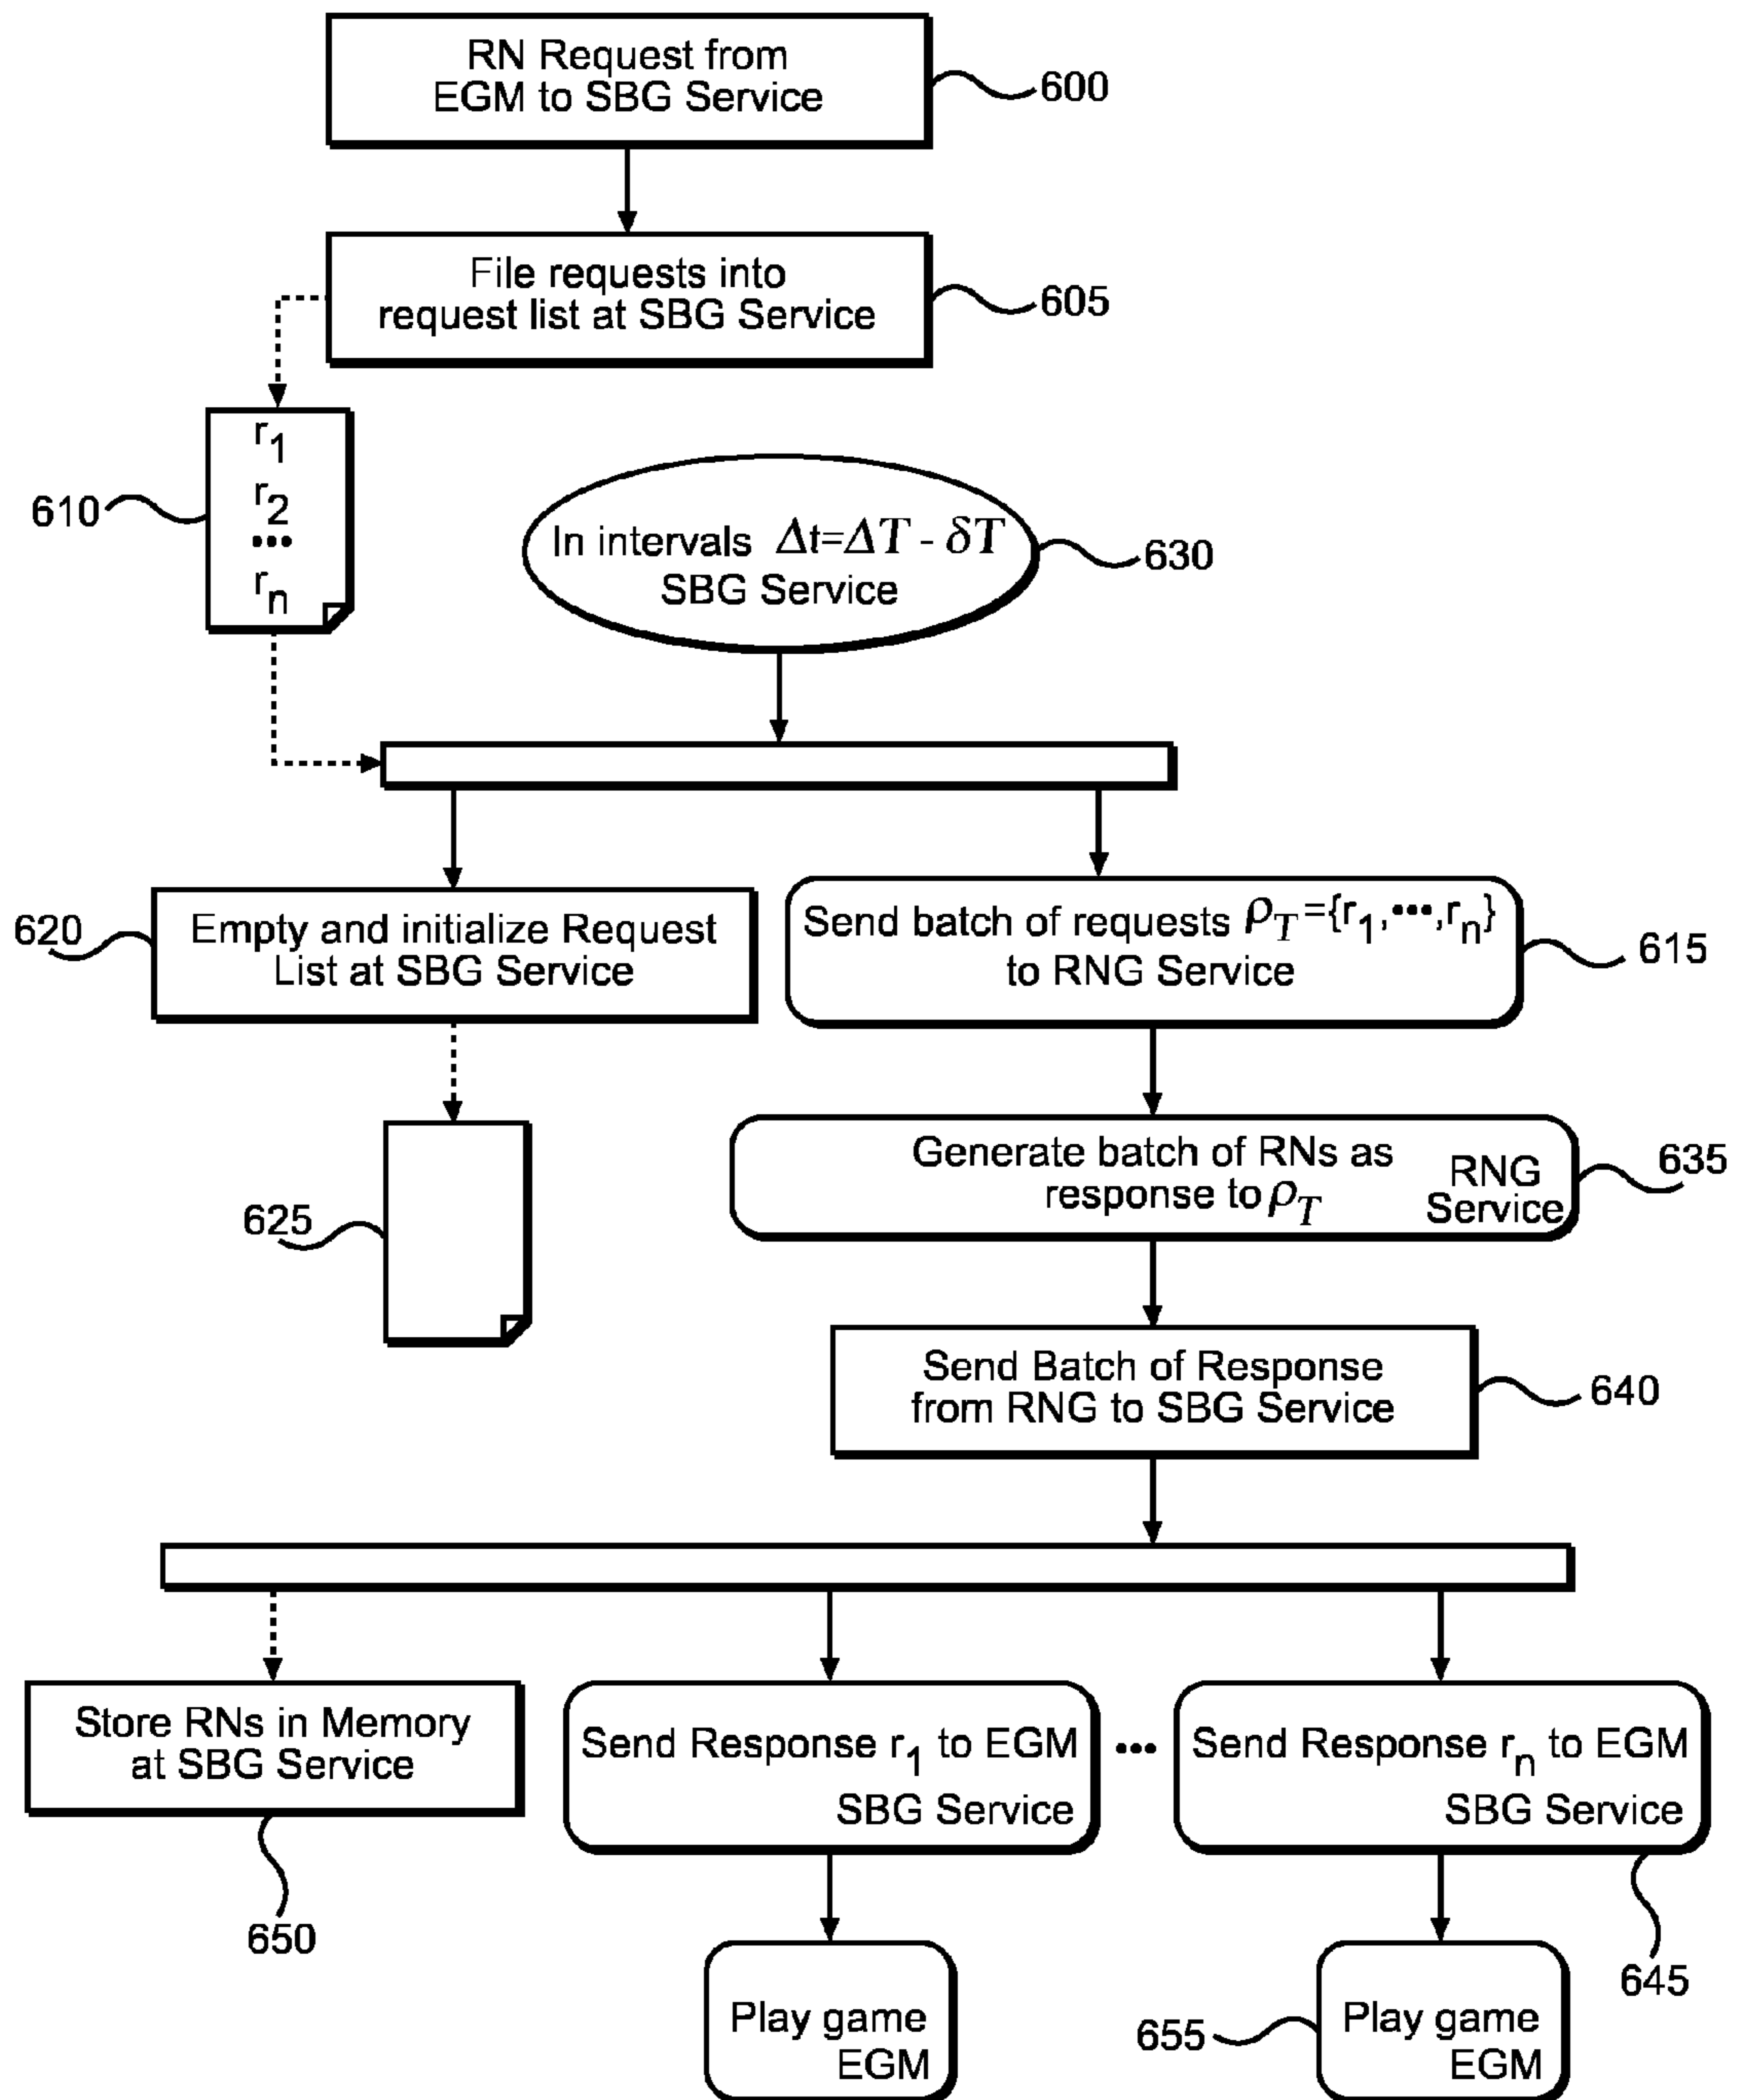 RN Request from
EGM to SBG Service
600
File requests into
request list at SBG Service
605
r1
r2
•••
rn
610
In intervals Δt=ΔT - δT
SBG Service
630
Empty and initialize Request
List at SBG Service
620
Send batch of requests ρT={r1,•••,rn}
to RNG Service
615
625
Generate batch of RNs as
response to ρT
RNG
Service
635
Send Batch of Response
from RNG to SBG Service
640
Store RNs in Memory
at SBG Service
650
Send Response r1 to EGM
SBG Service
•••
Send Response rn to EGM
SBG Service
645
Play game
EGM
655
Play game
EGM